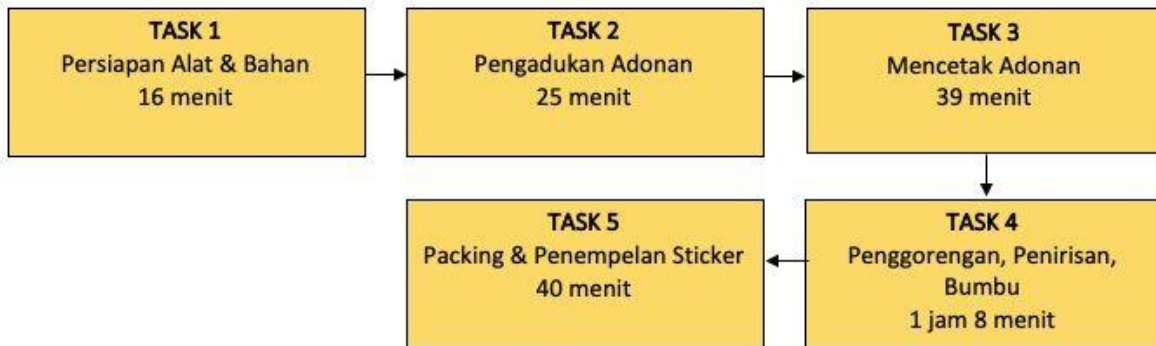 TASK 1
Persiapan Alat & Bahan
16 menit
TASK 2
Pengadukan Adonan
25 menit
TASK 3
Mencetak Adonan
39 menit
TASK 4
Penggorengan, Penirisan,
Bumbu
1 jam 8 menit
TASK 5
Packing & Penempelan Sticker
40 menit